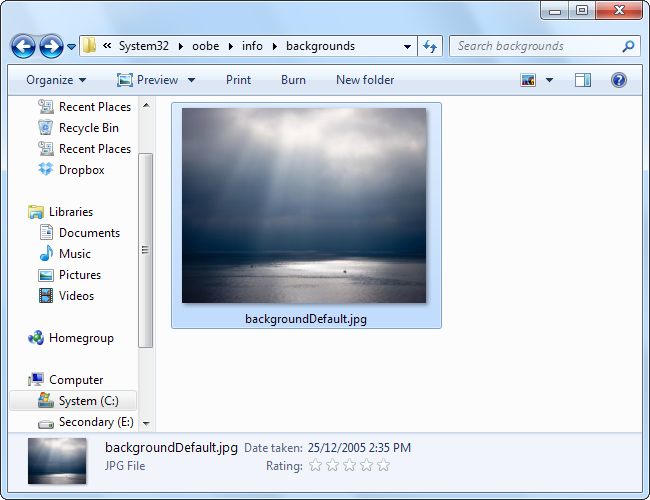 System32 oobe info backgrounds
Search backgrounds
Organize Preview Print Burn New folder
Recent Places
Recycle Bin
Recent Places
Dropbox
Libraries
Documents
Music
Pictures
Videos
Homegroup
Computer
System (C:)
Secondary (E:)
backgroundDefault.jpg
backgroundDefault.jpg Date taken: 25/12/2005 2:35 PM
JPG File Rating: